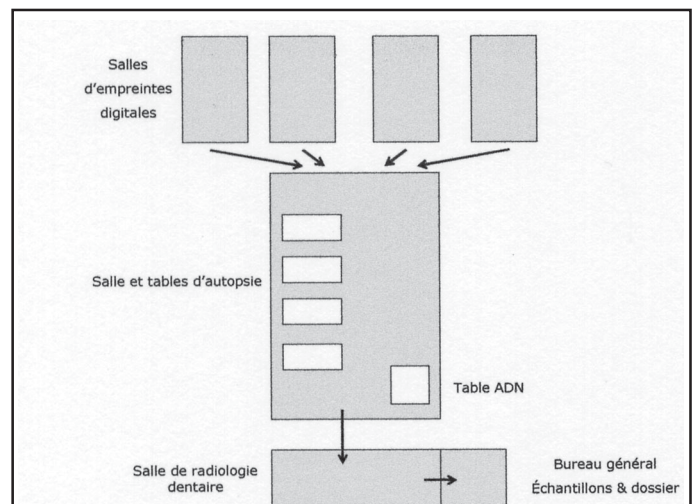 Salles
d'empreintes
digitales
Salle et tables d'autopsie
Table ADN
Salle de radiologie
dentaire
Bureau général
Échantillons & dossier